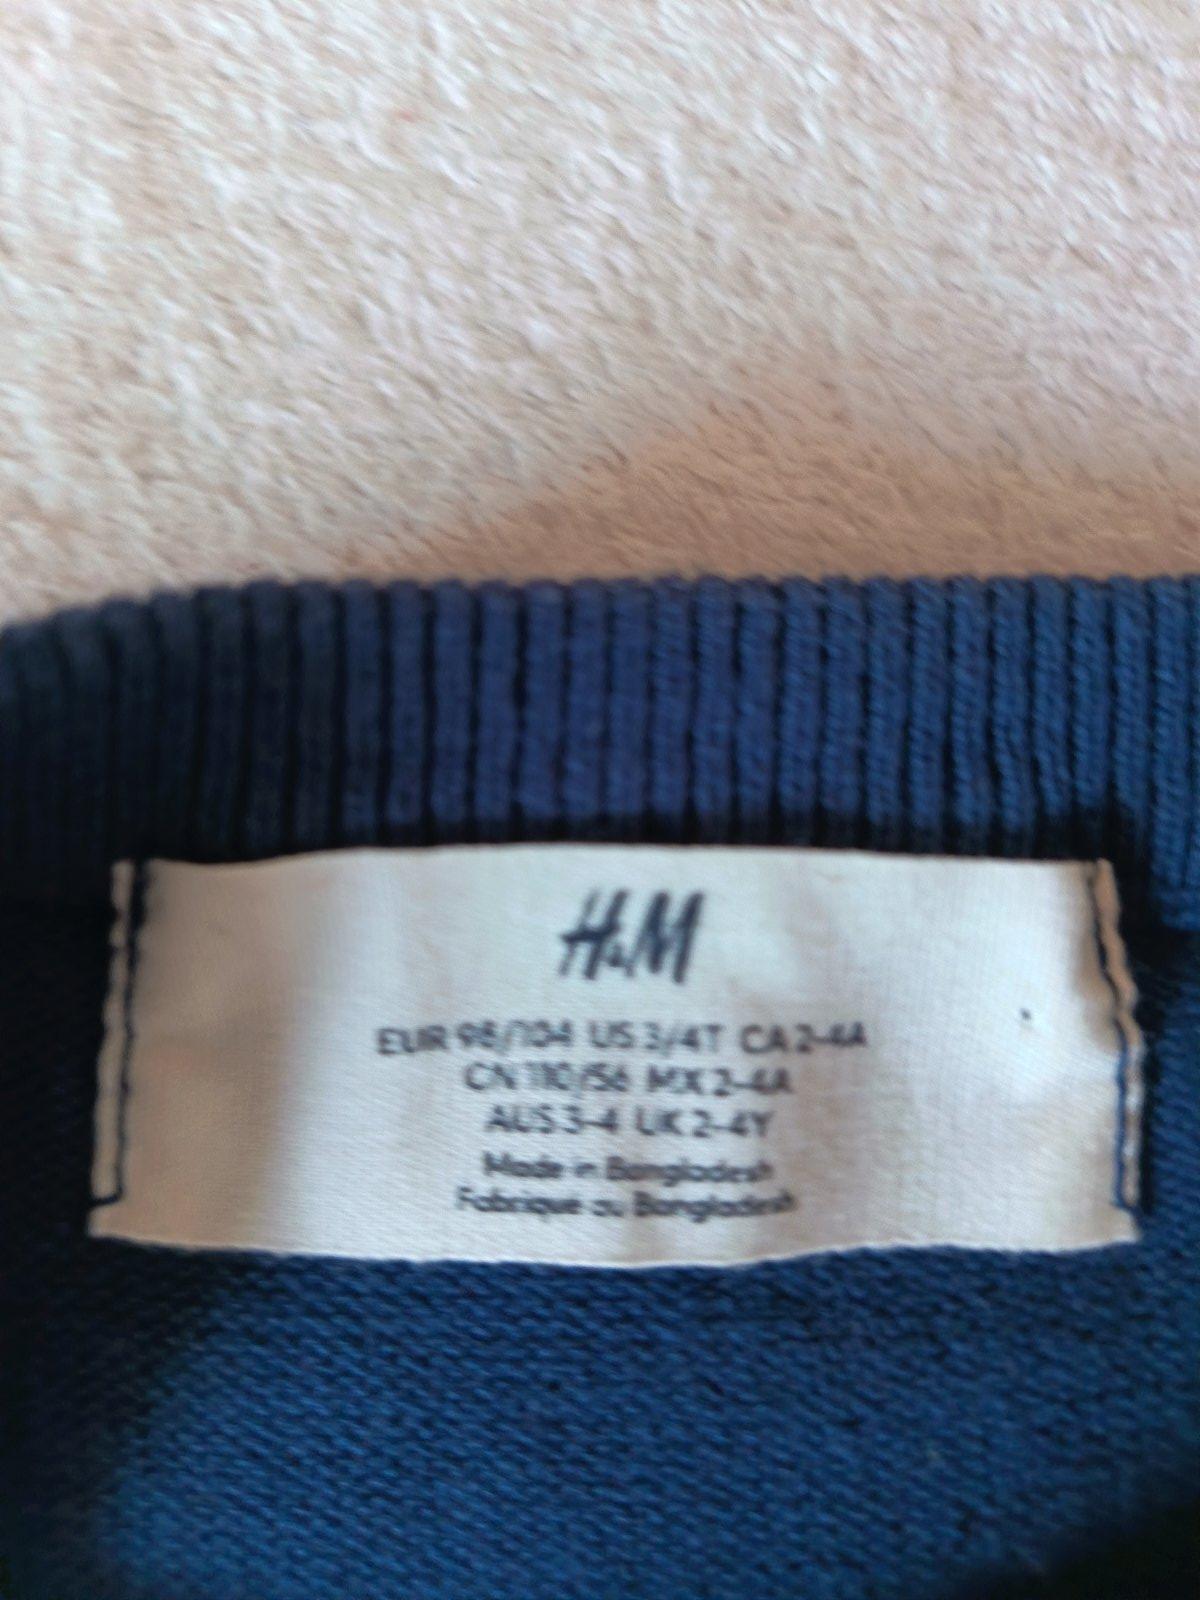 H&M
EUR 98/104 US 3/4T CA 2-4A
CN 110/56 MX 2-4A
AUS 3-4 UK 2-4Y
Made in Bangladesh
Fabriqué au Bangladesh